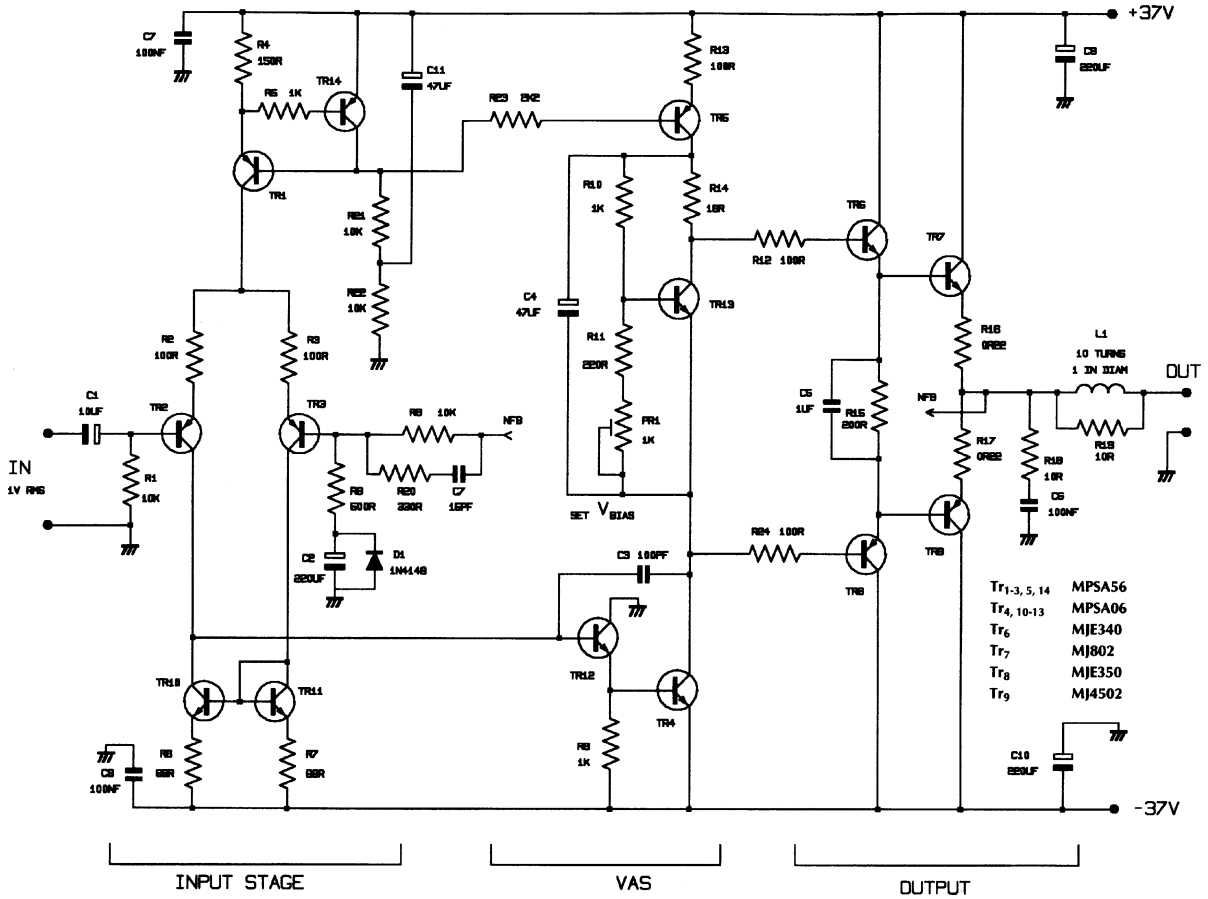 +37V
C7
100NF
R4
150R
TR14
R5 1K
C11
47UF
R23 2K2
R13
100R
TR5
C9
220UF
TR1
R21
10K
R22
10K
R10
1K
R14
18R
TR6
R12 100R
TR7
TR13
C4
47UF
R11
220R
PR1
1K
SET VBIAS
R2
100R
R3
100R
R16
0R22
L1
10 TURNS
1 IN DIAM
OUT
C1
10UF
TR2
TR3
R8 10K
NFB
C5
1UF
R15
200R
NFB
R17
0R22
R18
10R
R19
10R
IN
1V RMS
R1
10K
R9
500R
R20
330R
C7
15PF
C6
100NF
C2
220UF
D1
1N4148
C3 100PF
R24 100R
TR8
TR9
TR12
TR10
TR11
TR4
Tr1-3, 5, 14 MPSA56
Tr4, 10-13 MPSA06
Tr6 MJE340
Tr7 MJ802
Tr8 MJE350
Tr9 MJ4502
R6
68R
R7
68R
1K
C8
100NF
C10
220UF
-37V
INPUT STAGE
VAS
OUTPUT